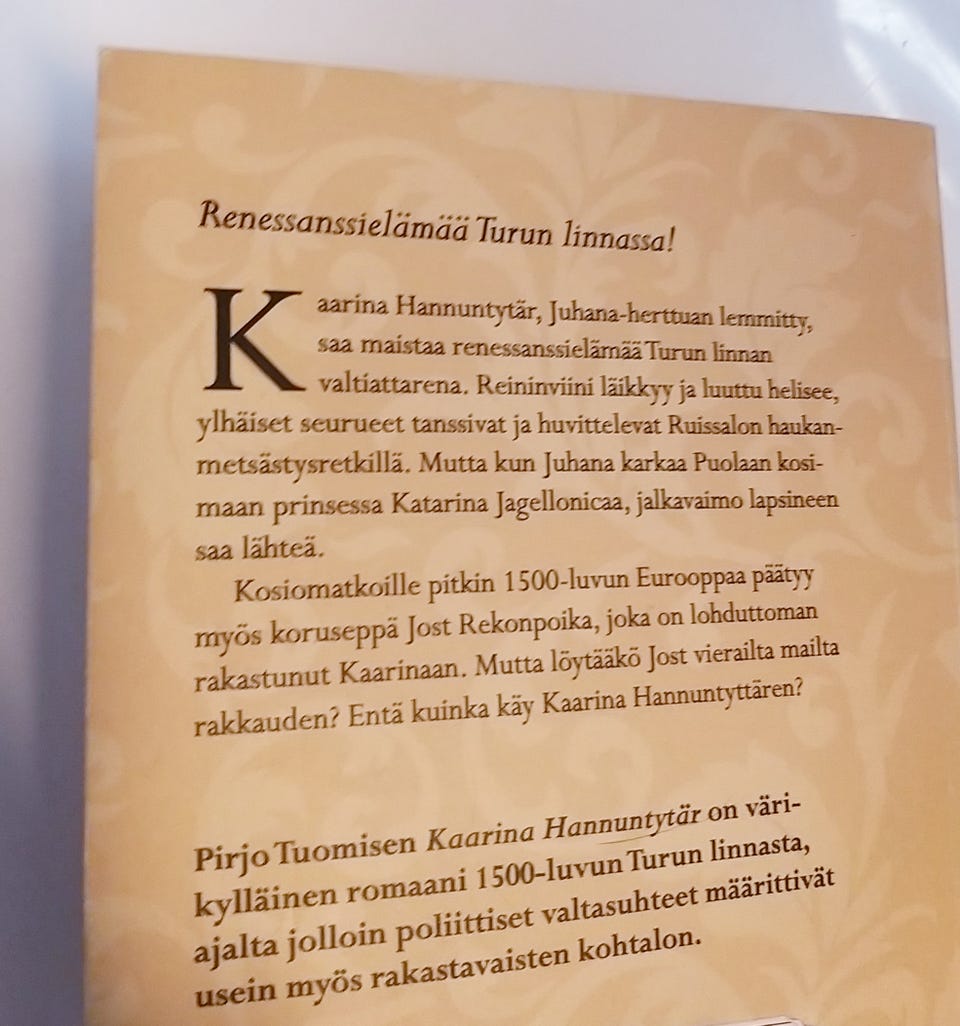 Renessanssielämää Turun linnassa!
Kaarina Hannuntytär, Juhana-herttuan lemmitty,
saa maistaa renessanssielämää Turun linnan
valtiattarena. Reininviini läikkyy ja luuttu helisee,
ylhäiset seurueet tanssivat ja huvittelevat Ruissalon haukan-
metsästysretkillä. Mutta kun Juhana karkaa Puolaan kosi-
maan prinsessa Katarina Jagellonicaa, jalkavaimo lapsineen
saa lähteä.
Kosiomatkoille pitkin 1500-luvun Eurooppaa päätyy
myös koruseppä Jost Rekonpoika, joka on lohduttoman
rakastunut Kaarinaan. Mutta löytääkö Jost vierailta mailta
rakkauden? Entä kuinka käy Kaarina Hannuntyttären?
Pirjo Tuomisen Kaarina Hannuntytär on väri-
kylläinen romaani 1500-luvun Turun linnasta,
ajalta jolloin poliittiset valtasuhteet määrittivät
usein myös rakastavaisten kohtalon.